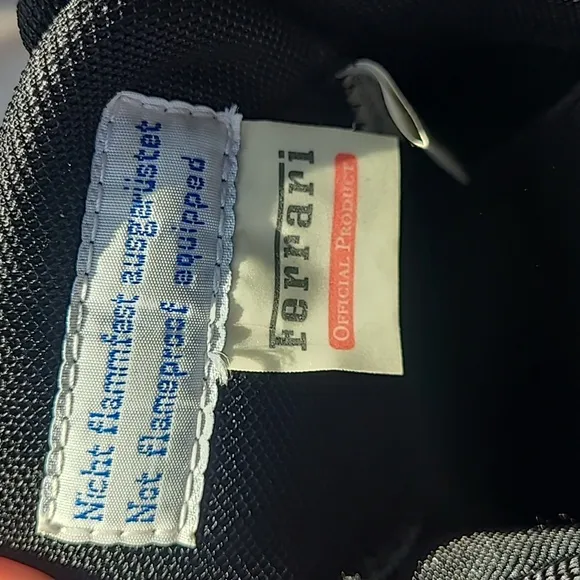 Nicht flammfest ausgerüstet
Not flameproof equipped
Ferrari
OFFICIAL PRODUCT